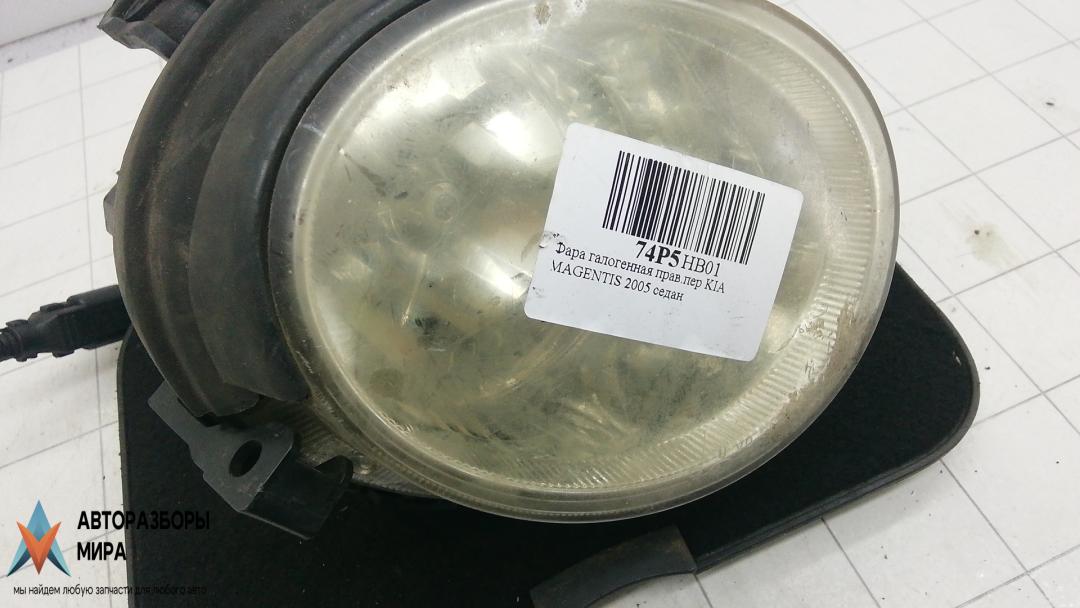 74P5HB01
Фара галогенная прав.пер KIA
MAGENTIS 2005 седан
АВТОРАЗБОРЫ
МИРА
мы найдем любую запчасти для любого авто